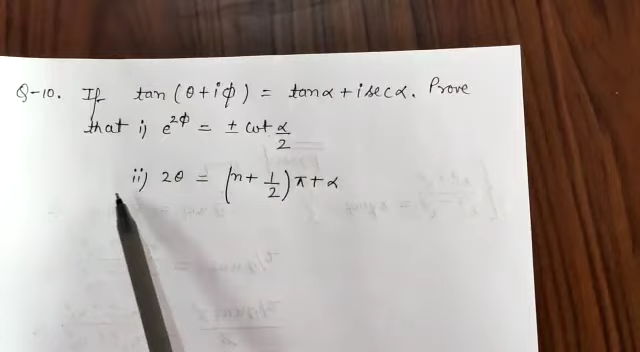 Q-10. If tan(θ+iϕ) = tanα+i secα. Prove
that i) e^2ϕ = ± cot α/2
ii) 2θ = (n+1/2)π+α